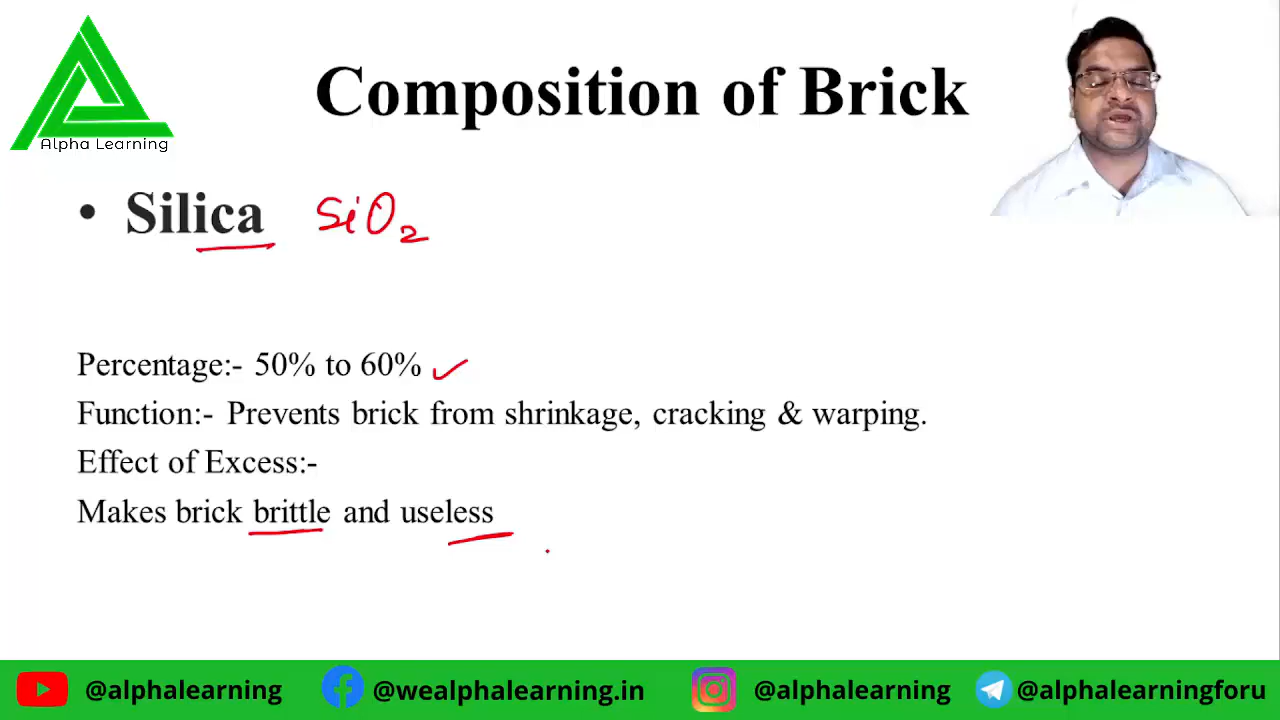 Composition of Brick
Alpha Learning
• Silica SiO₂
Percentage:- 50% to 60% ✓
Function:- Prevents brick from shrinkage, cracking & warping.
Effect of Excess:-
Makes brick brittle and useless
@alphalearning @wealphalearning.in @alphalearning @alphalearningforu